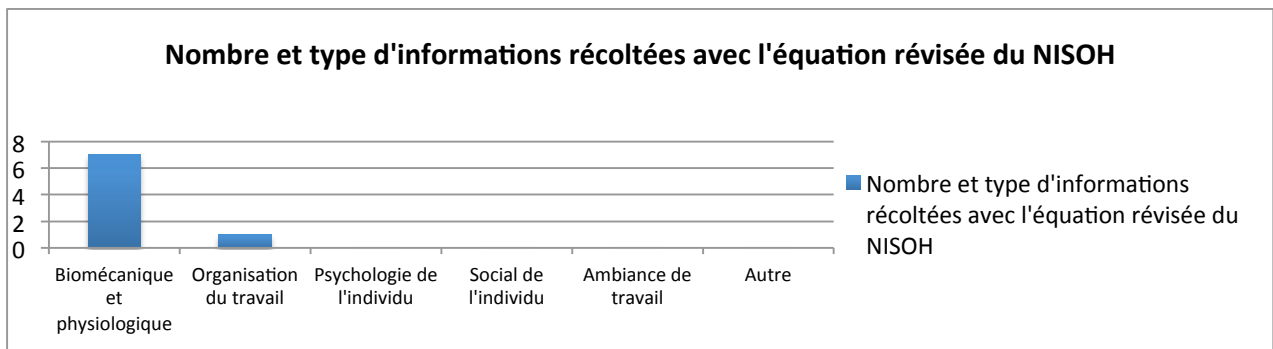 Nombre et type d'informations récoltées avec l'équation révisée du NISOH
8
6
4
2
0
Biomécanique
et
physiologique
Organisation
du travail
Psychologie de
l'individu
Social de
l'individu
Ambiance de
travail
Autre
Nombre et type d'informations
récoltées avec l'équation révisée du
NISOH